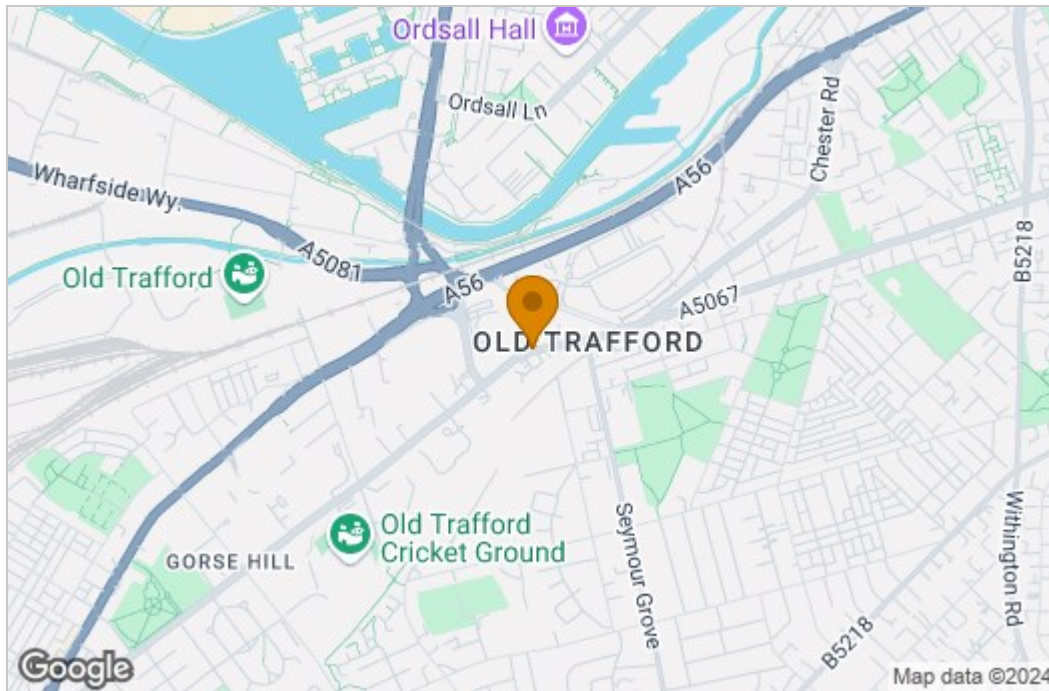 Ordsall Hall
Ordsall Ln
Chester Rd
A56
Wharfside Wy.
A5081
B5218
Old Trafford
A56
A5067
OLD TRAFFORD
Old Trafford
Cricket Ground
GORSE HILL
Seymour Grove
Withington Rd
B5218
Google
Map data ©2024